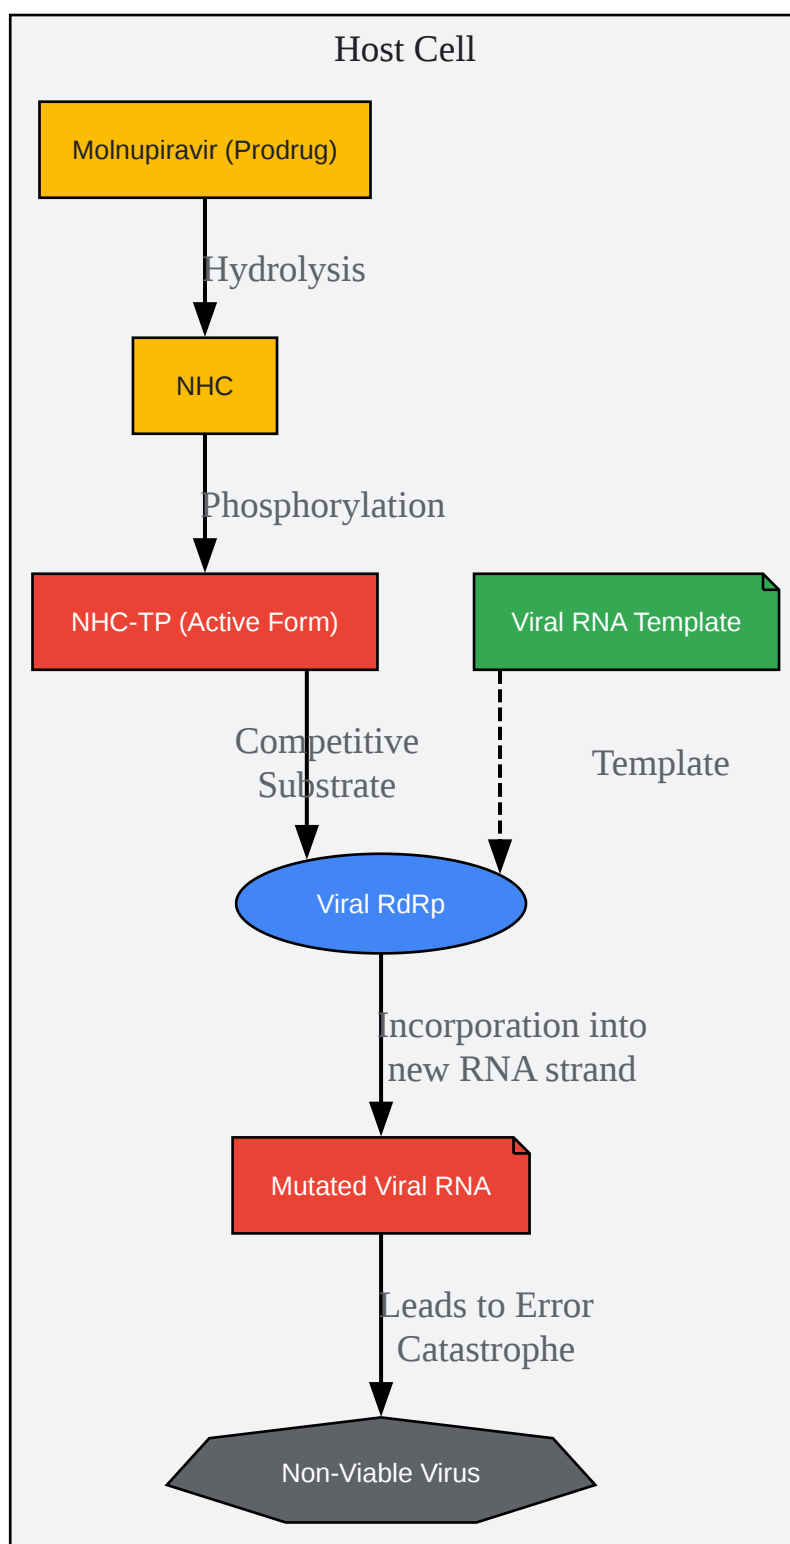 Host Cell
Molnupiravir (Prodrug)
Hydrolysis
NHC
Phosphorylation
NHC-TP (Active Form)
Viral RNA Template
Competitive
Substrate
Template
Viral RdRp
Incorporation into
new RNA strand
Mutated Viral RNA
Leads to Error
Catastrophe
Non-Viable Virus